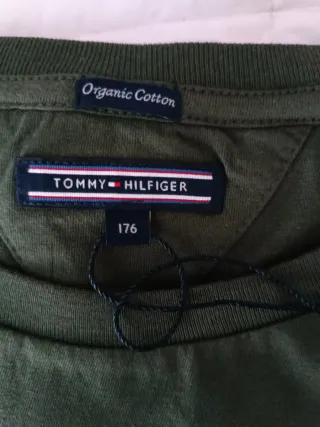 Organic Cotton
TOMMY HILFIGER
176